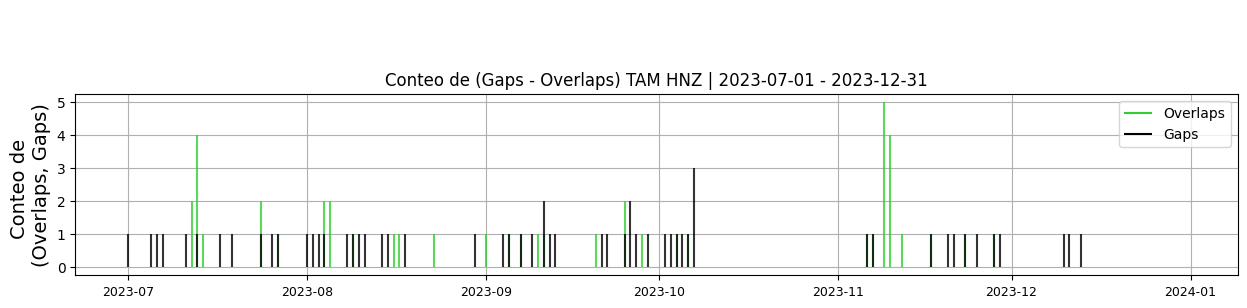 Conteo de (Gaps - Overlaps) TAM HNZ | 2023-07-01 - 2023-12-31
Conteo de
(Overlaps, Gaps)
5
4
3
2
1
0
Overlaps
Gaps
2023-07
2023-08
2023-09
2023-10
2023-11
2023-12
2024-01